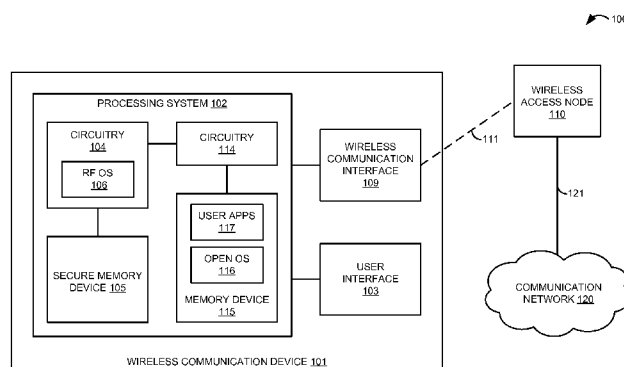 100
PROCESSING SYSTEM 102
CIRCUITRY
104
RF OS
106
CIRCUITRY
114
USER APPS
117
OPEN OS
116
MEMORY DEVICE
115
SECURE MEMORY
DEVICE 105
WIRELESS
COMMUNICATION
INTERFACE
109
USER
INTERFACE
103
WIRELESS COMMUNICATION DEVICE 101
111
WIRELESS
ACCESS NODE
110
121
COMMUNICATION
NETWORK 120